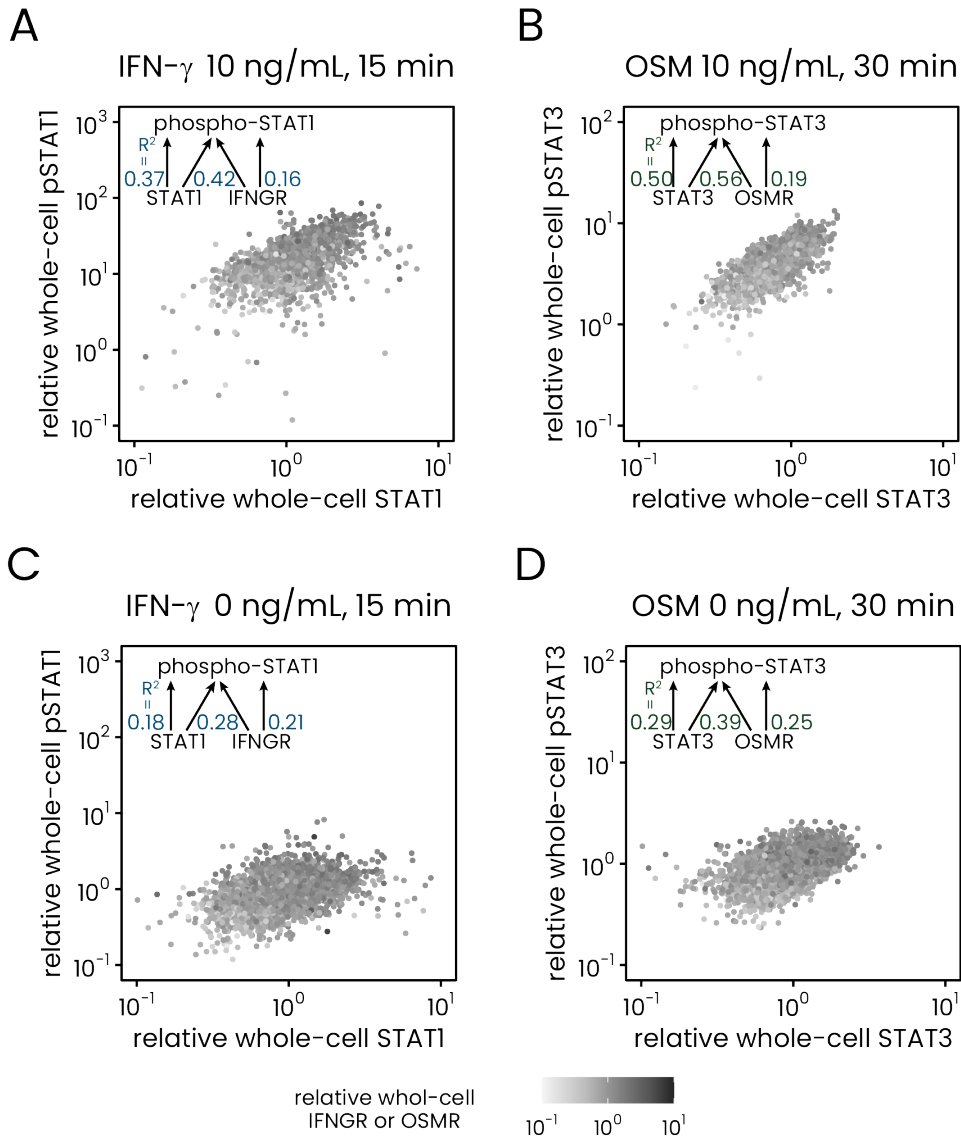 A
IFN-γ 10 ng/mL, 15 min
relative whole-cell pSTAT1
10³
10²
10¹
10⁰
10⁻¹
phospho-STAT1
R²
=
0.37 0.42 0.16
STAT1 IFNGR
10⁻¹ 10⁰ 10¹
relative whole-cell STAT1
B
OSM 10 ng/mL, 30 min
relative whole-cell pSTAT3
10²
10¹
10⁰
10⁻¹
phospho-STAT3
R²
=
0.50 0.56 0.19
STAT3 OSMR
10⁻¹ 10⁰ 10¹
relative whole-cell STAT3
C
IFN-γ 0 ng/mL, 15 min
relative whole-cell pSTAT1
10³
10²
10¹
10⁰
10⁻¹
phospho-STAT1
R²
=
0.18 0.28 0.21
STAT1 IFNGR
10⁻¹ 10⁰ 10¹
relative whole-cell STAT1
D
OSM 0 ng/mL, 30 min
relative whole-cell pSTAT3
10²
10¹
10⁰
10⁻¹
phospho-STAT3
R²
=
0.29 0.39 0.25
STAT3 OSMR
10⁻¹ 10⁰ 10¹
relative whole-cell STAT3
relative whol-cell
IFNGR or OSMR
10⁻¹ 10⁰ 10¹